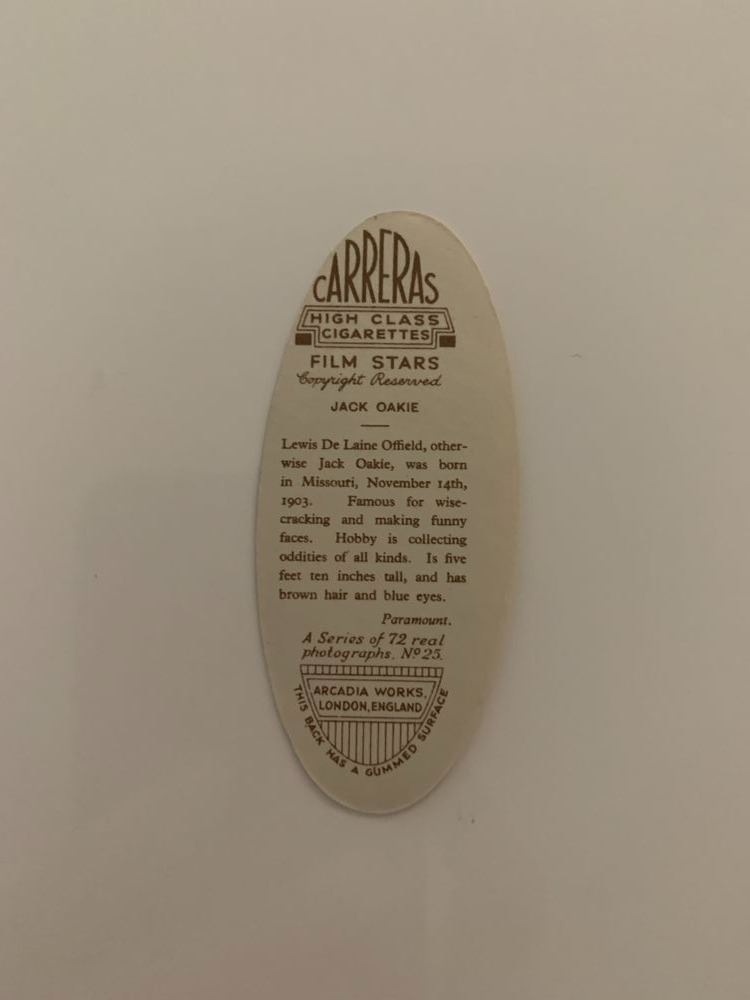 CARRERAS
HIGH CLASS
CIGARETTES
FILM STARS
Copyright Reserved
JACK OAKIE
Lewis De Laine Offield, other-
wise Jack Oakie, was born
in Missouri, November 14th,
1903. Famous for wise-
cracking and making funny
faces. Hobby is collecting
oddities of all kinds. Is five
feet ten inches tall, and has
brown hair and blue eyes.
Paramount.
A Series of 72 real
photographs. Nº 25.
ARCADIA WORKS,
LONDON, ENGLAND
THIS BACK HAS A GUMMED SURFACE